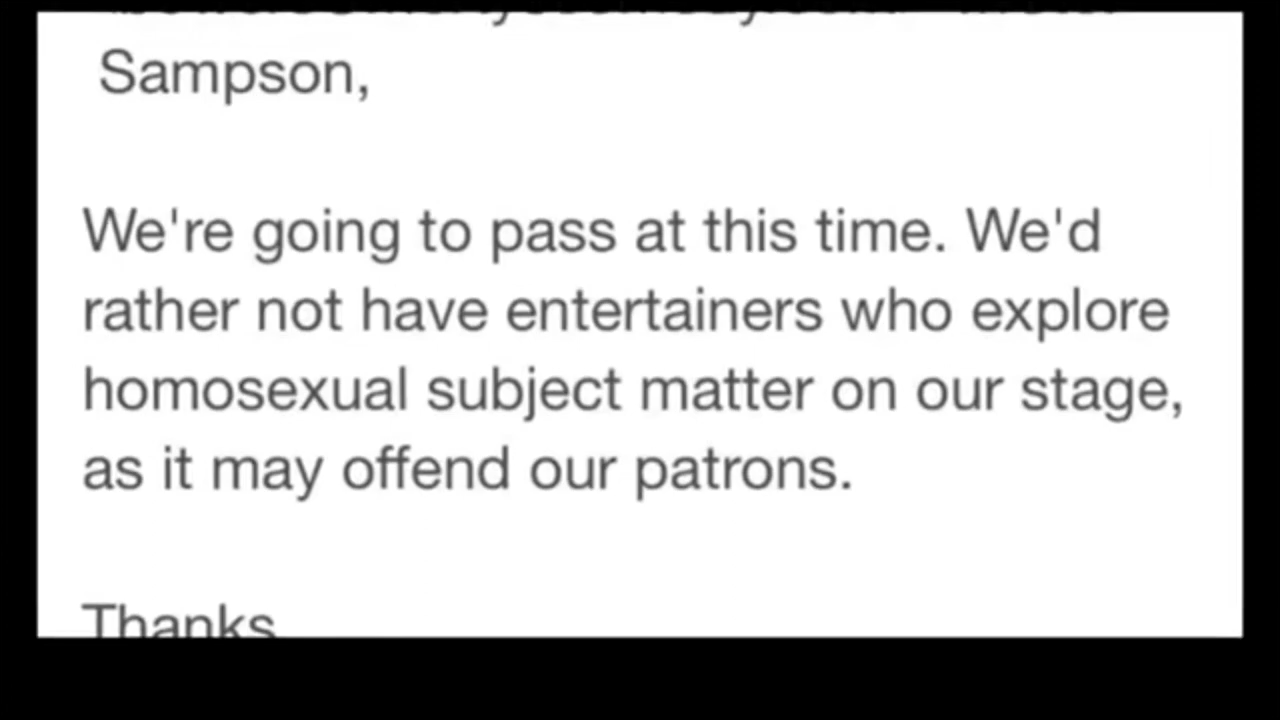 Sampson,
We're going to pass at this time. We'd
rather not have entertainers who explore
homosexual subject matter on our stage,
as it may offend our patrons.
Thanks